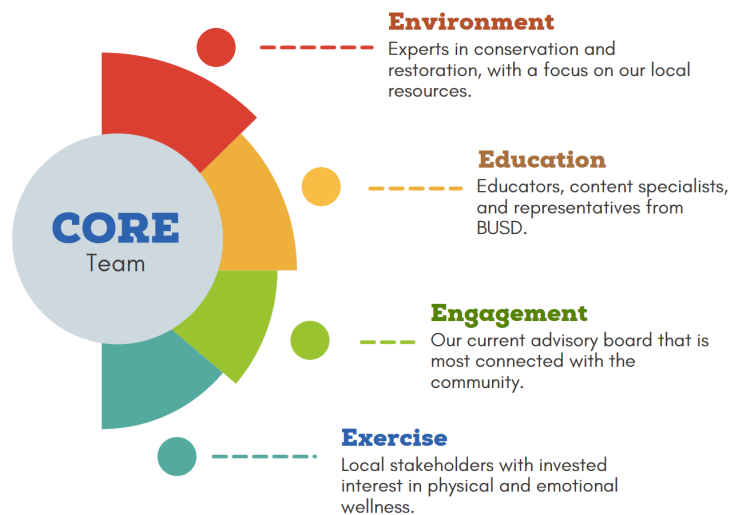 Environment
Experts in conservation and
restoration, with a focus on our local
resources.
Education
Educators, content specialists,
and representatives from
BUSD.
CORE
Team
Engagement
Our current advisory board that is
most connected with the
community.
Exercise
Local stakeholders with invested
interest in physical and emotional
wellness.